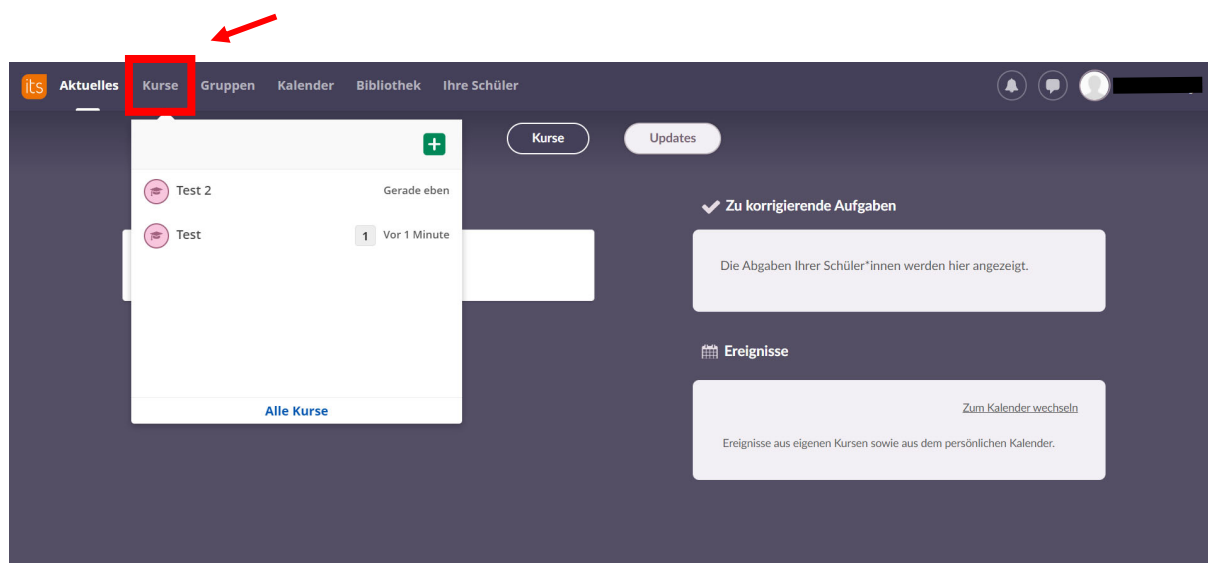 its Aktuelles Kurse Gruppen Kalender Bibliothek Ihre Schüler
Kurse Updates
Test 2 Gerade eben
Test 1 Vor 1 Minute
Alle Kurse
Zu korrigierende Aufgaben
Die Abgaben Ihrer Schüler*innen werden hier angezeigt.
Ereignisse
Zum Kalender wechseln
Ereignisse aus eigenen Kursen sowie aus dem persönlichen Kalender.